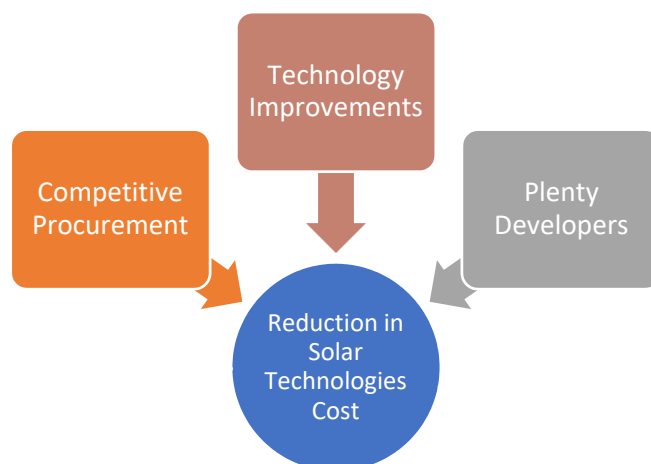 Technology
Improvements
Competitive
Procurement
Plenty
Developers
Reduction in
Solar
Technologies
Cost